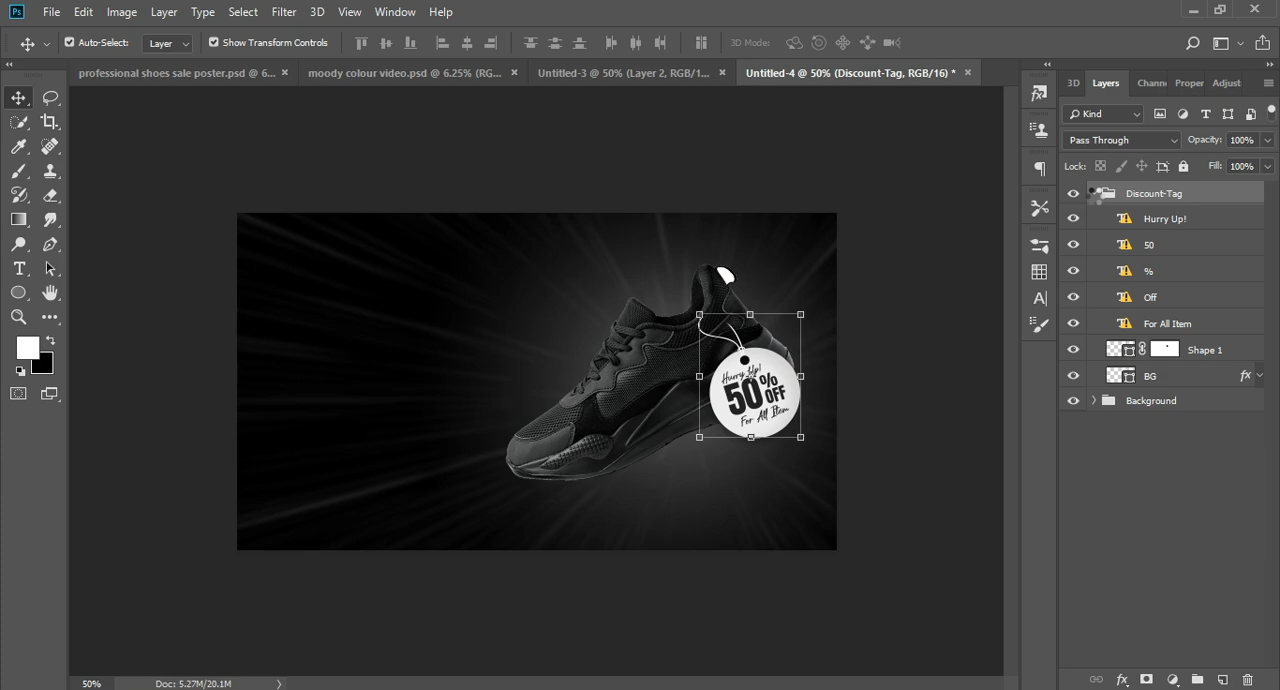 Ps File Edit Image Layer Type Select Filter 3D View Window Help
Auto-Select: Layer Show Transform Controls 3D Mode:
professional shoes sale poster.psd @ 6... × moody colour video.psd @ 6.25% (RG... × Untitled-3 @ 50% (Layer 2, RGB/1... × Untitled-4 @ 50% (Discount-Tag, RGB/16) * ×
3D Layers Chann Proper Adjust
Kind
Pass Through Opacity: 100%
Lock: Fill: 100%
Discount-Tag
Hurry Up!
50
%
Off
For All Item
Shape 1
BG fx
Background
Hurry Up!
50%
OFF
For All Item
50% Doc: 5.27M/20.1M